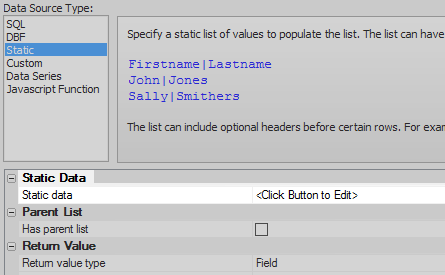 Data Source Type:
SQL
DBF
Static
Custom
Data Series
Javascript Function
Specify a static list of values to populate the list. The list can have
Firstname|Lastname
John|Jones
Sally|Smithers
The list can include optional headers before certain rows. For exam
Static Data
Static data <Click Button to Edit>
Parent List
Has parent list
Return Value
Return value type Field